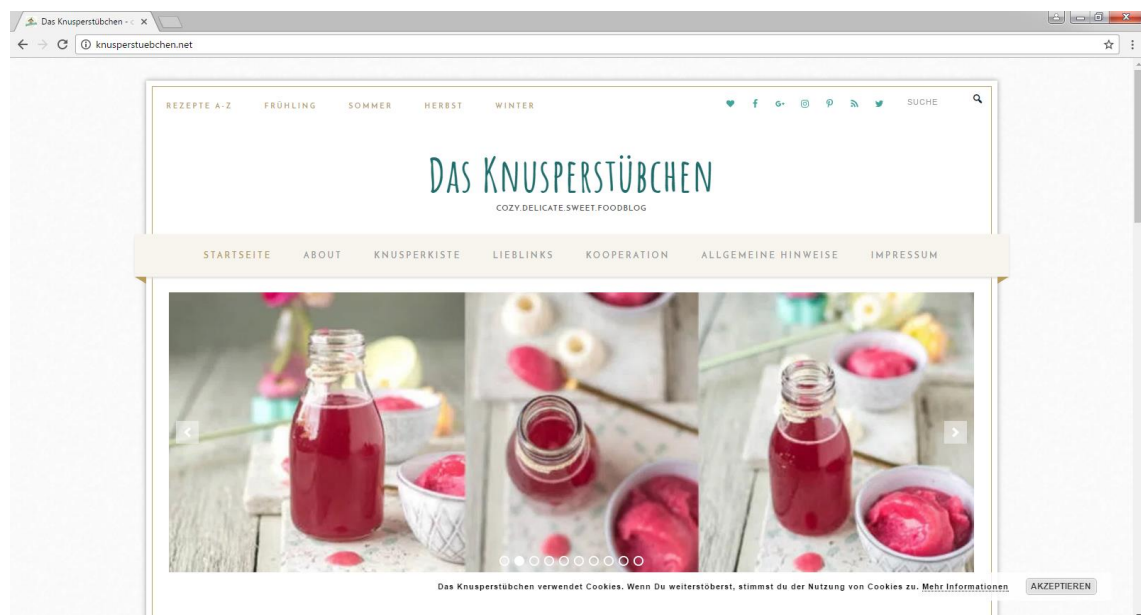 Das Knusperstübchen - c
knusperstuebchen.net
REZEPTE A-Z FRÜHLING SOMMER HERBST WINTER SUCHE
DAS KNUSPERSTÜBCHEN
COZY.DELICATE.SWEET.FOODBLOG
STARTSEITE ABOUT KNUSPERKISTE LIEBLINKS KOOPERATION ALLGEMEINE HINWEISE IMPRESSUM
Das Knusperstübchen verwendet Cookies. Wenn Du weiterstöberst, stimmst du der Nutzung von Cookies zu. Mehr Informationen AKZEPTIEREN